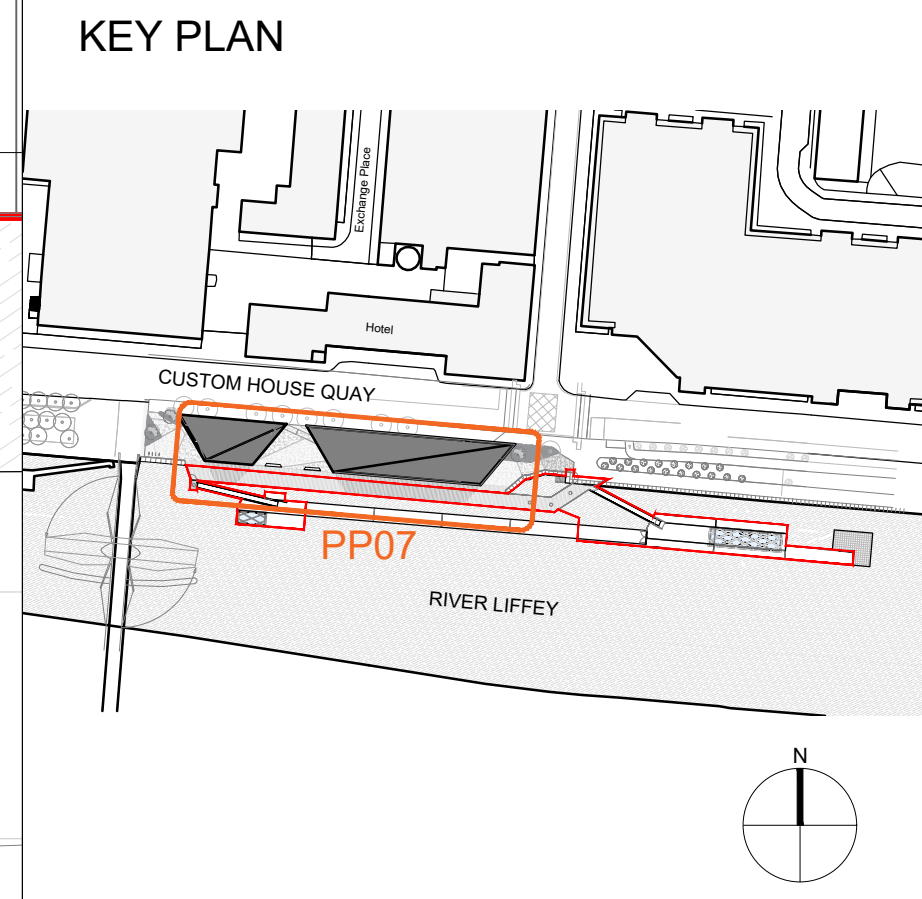 KEY PLAN
Exchange Place
Hotel
CUSTOM HOUSE QUAY
PP07
RIVER LIFFEY
N